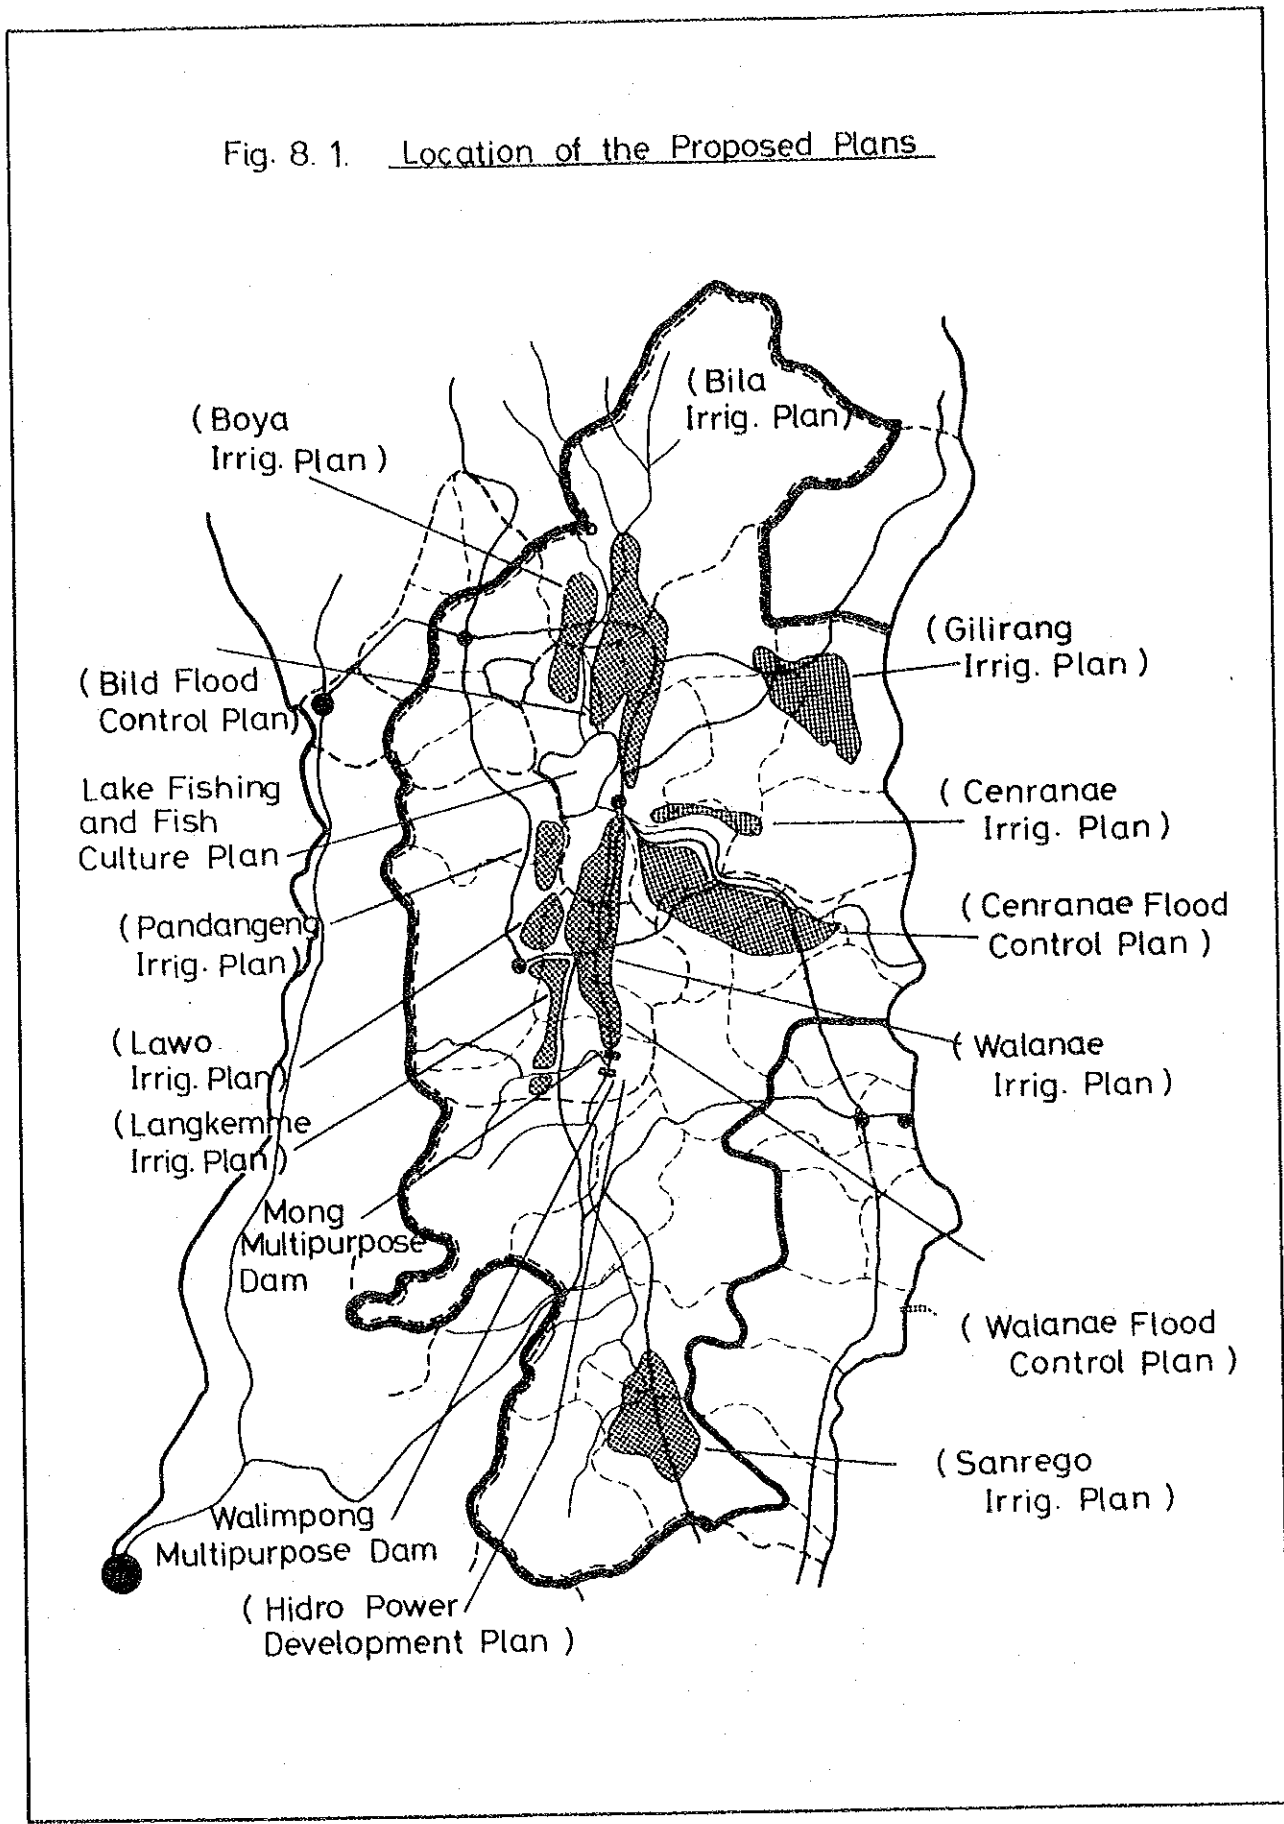 Fig. 8. 1. Location of the Proposed Plans
( Bila
Irrig. Plan)
( Boya
Irrig. Plan )
( Gilirang
Irrig. Plan )
( Bild Flood
Control Plan)
Lake Fishing
and Fish
Culture Plan
( Cenranae
Irrig. Plan )
( Pandangeng
Irrig. Plan)
( Cenranae Flood
Control Plan )
( Lawo
Irrig. Plan)
( Walanae
Irrig. Plan )
( Langkemme
Irrig. Plan )
Mong
Multipurpose
Dam
( Walanae Flood
Control Plan )
( Sanrego
Irrig. Plan )
Walimpong
Multipurpose Dam
( Hidro Power
Development Plan )